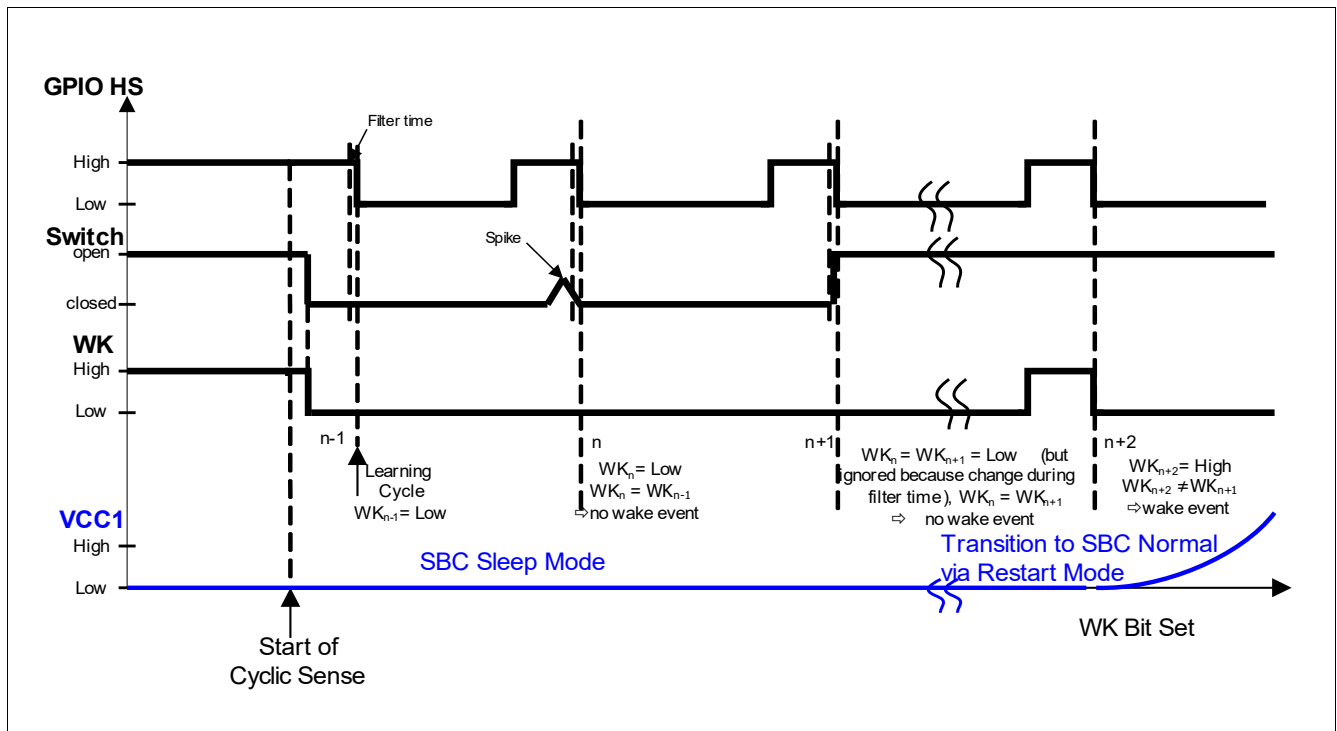 GPIO HS
Filter time
High
Low
Switch
open
Spike
closed
WK
High
Low
n-1
n
n+1
n+2
Learning
Cycle
WKn-1= Low
WKn = Low
WKn = WKn-1
⇨no wake event
WKn = WKn+1 = Low (but
ignored because change during
filter time), WKn = WKn+1
⇨ no wake event
WKn+2= High
WKn+2 ≠WKn+1
⇨wake event
VCC1
High
Low
SBC Sleep Mode
Transition to SBC Normal
via Restart Mode
Start of
Cyclic Sense
WK Bit Set